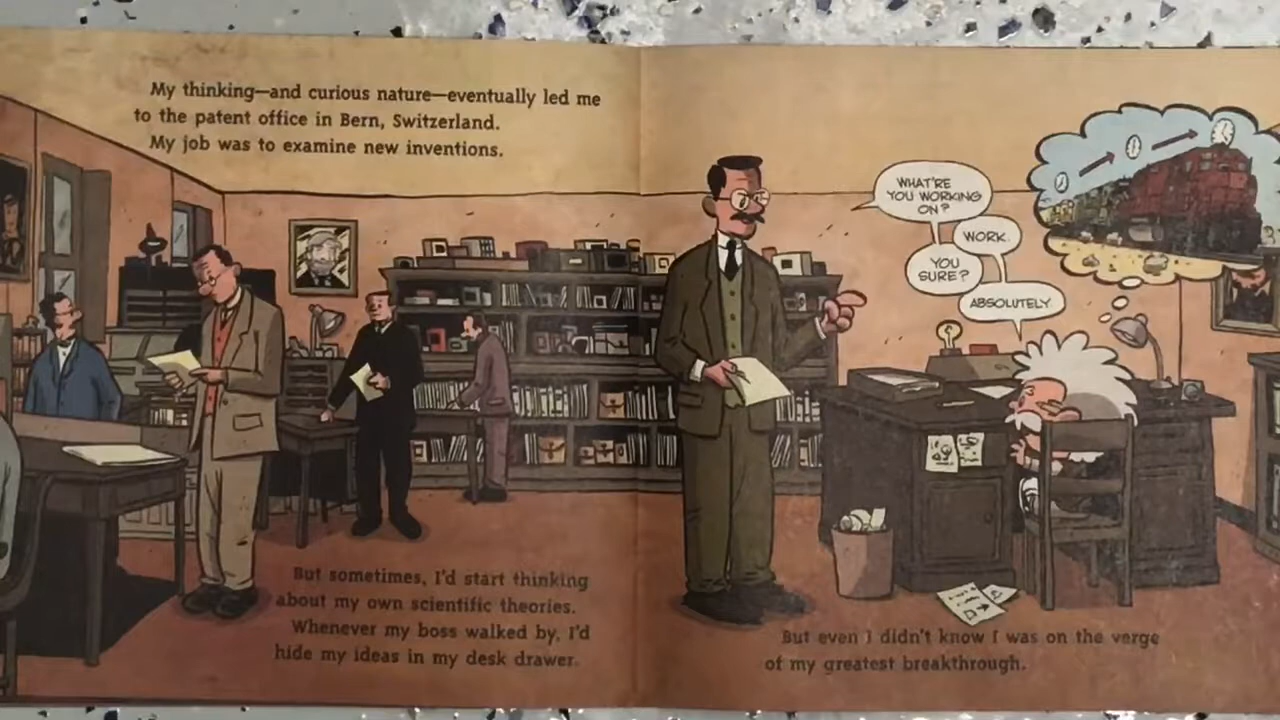 My thinking—and curious nature—eventually led me
to the patent office in Bern, Switzerland.
My job was to examine new inventions.
But sometimes, I'd start thinking
about my own scientific theories.
Whenever my boss walked by, I'd
hide my ideas in my desk drawer.
WHAT'RE
YOU WORKING
ON?
WORK.
YOU
SURE?
ABSOLUTELY.
But even I didn't know I was on the verge
of my greatest breakthrough.